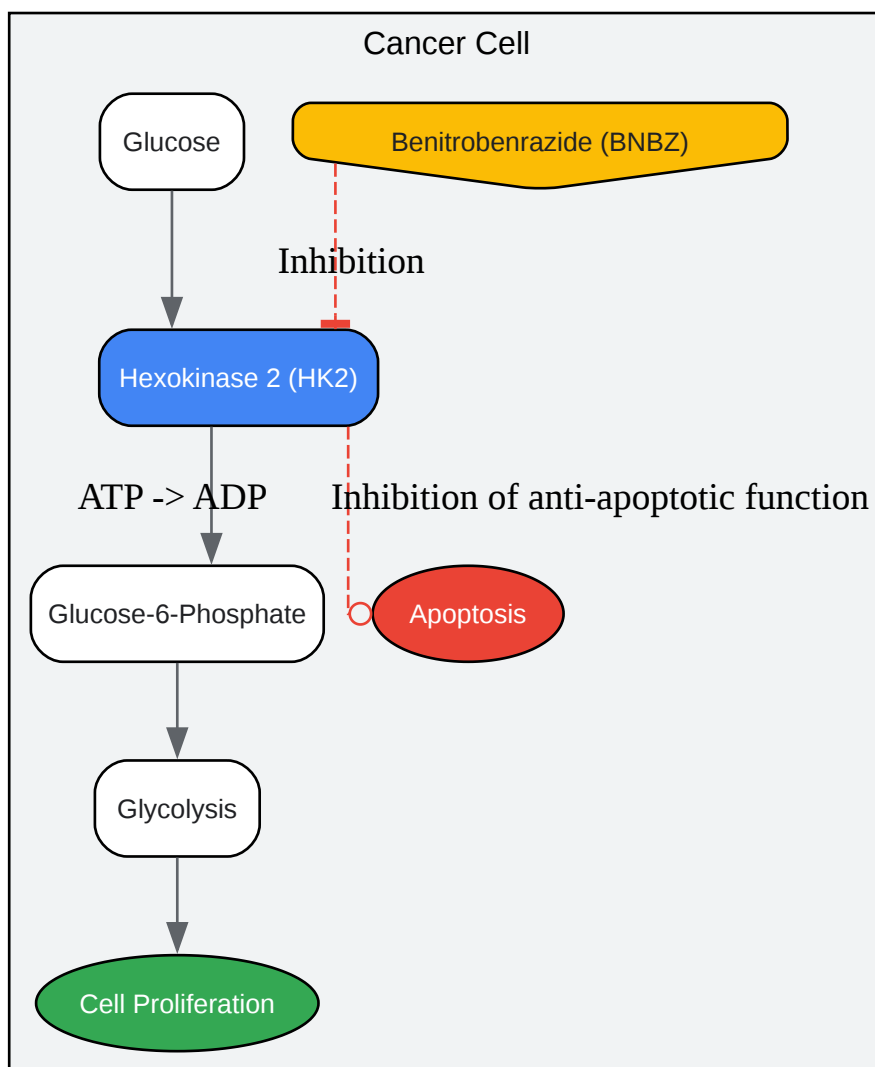 Cancer Cell
Glucose
Benitrobenrazide (BNBZ)
Inhibition
Hexokinase 2 (HK2)
ATP -> ADP
Inhibition of anti-apoptotic function
Glucose-6-Phosphate
Apoptosis
Glycolysis
Cell Proliferation